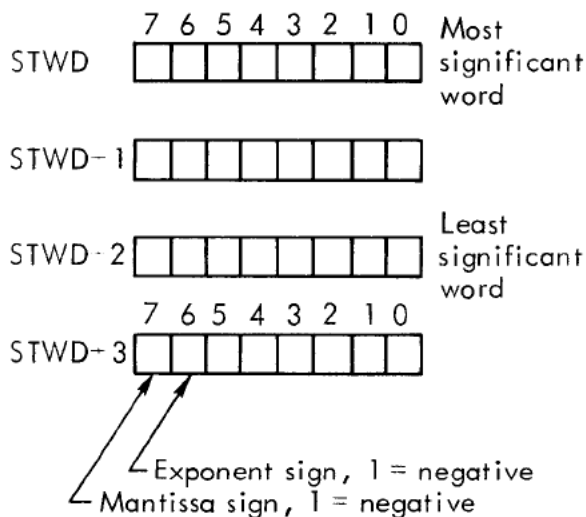 7 6 5 4 3 2 1 0 Most
STWD significant
word
STWD-1
Least
STWD-2 significant
word
7 6 5 4 3 2 1 0
STWD-3
Exponent sign, 1 = negative
Mantissa sign, 1 = negative